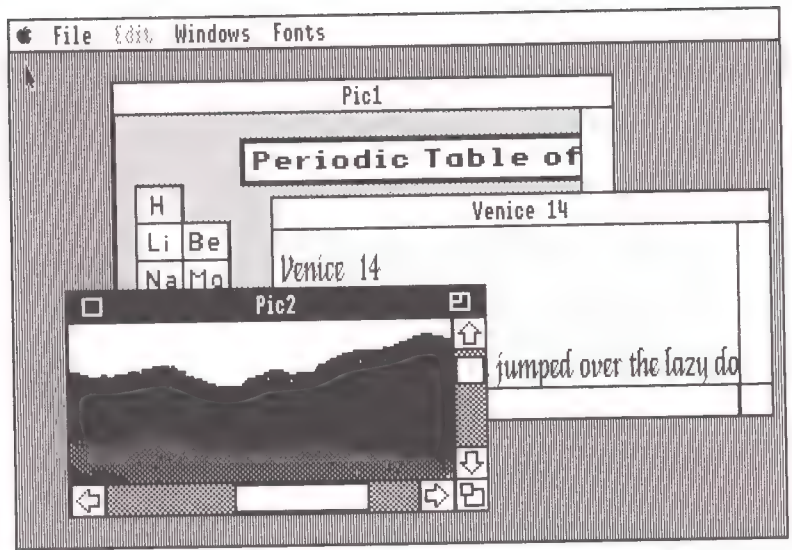 File Edit Windows Fonts
Pic1
Periodic Table of
H
Li Be
Na Mg
Venice 14
Venice 14
jumped over the lazy do
Pic2